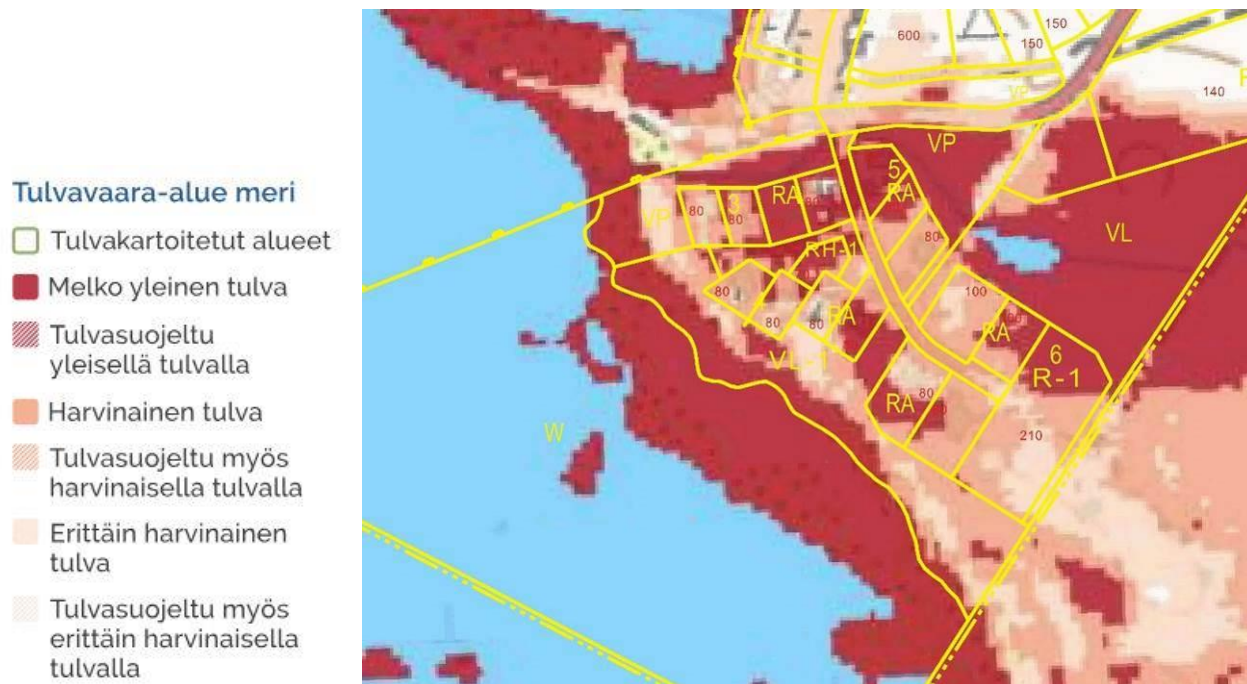 Tulvavaara-alue meri
Tulvakartoitetut alueet
Melko yleinen tulva
Tulvasuojeltu
yleisellä tulvalla
Harvinainen tulva
Tulvasuojeltu myös
harvinaisella tulvalla
Erittäin harvinainen
tulva
Tulvasuojeltu myös
erittäin harvinaisella
tulvalla
150
600
150
VP
140
VP
5
RA
RA
3
80
80
VP
80
VL
RH-1
80
100
80
80
RA
RA
6
VL-1
R-1
80
RA
W
210